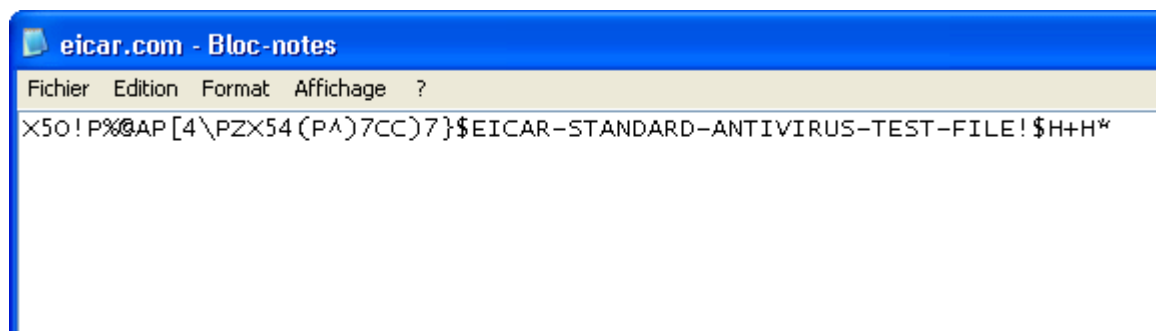 eicar.com - Bloc-notes
Fichier Edition Format Affichage ?
X5O!P%@AP[4\PZX54(P^)7CC)7}$EICAR-STANDARD-ANTIVIRUS-TEST-FILE!$H+H*